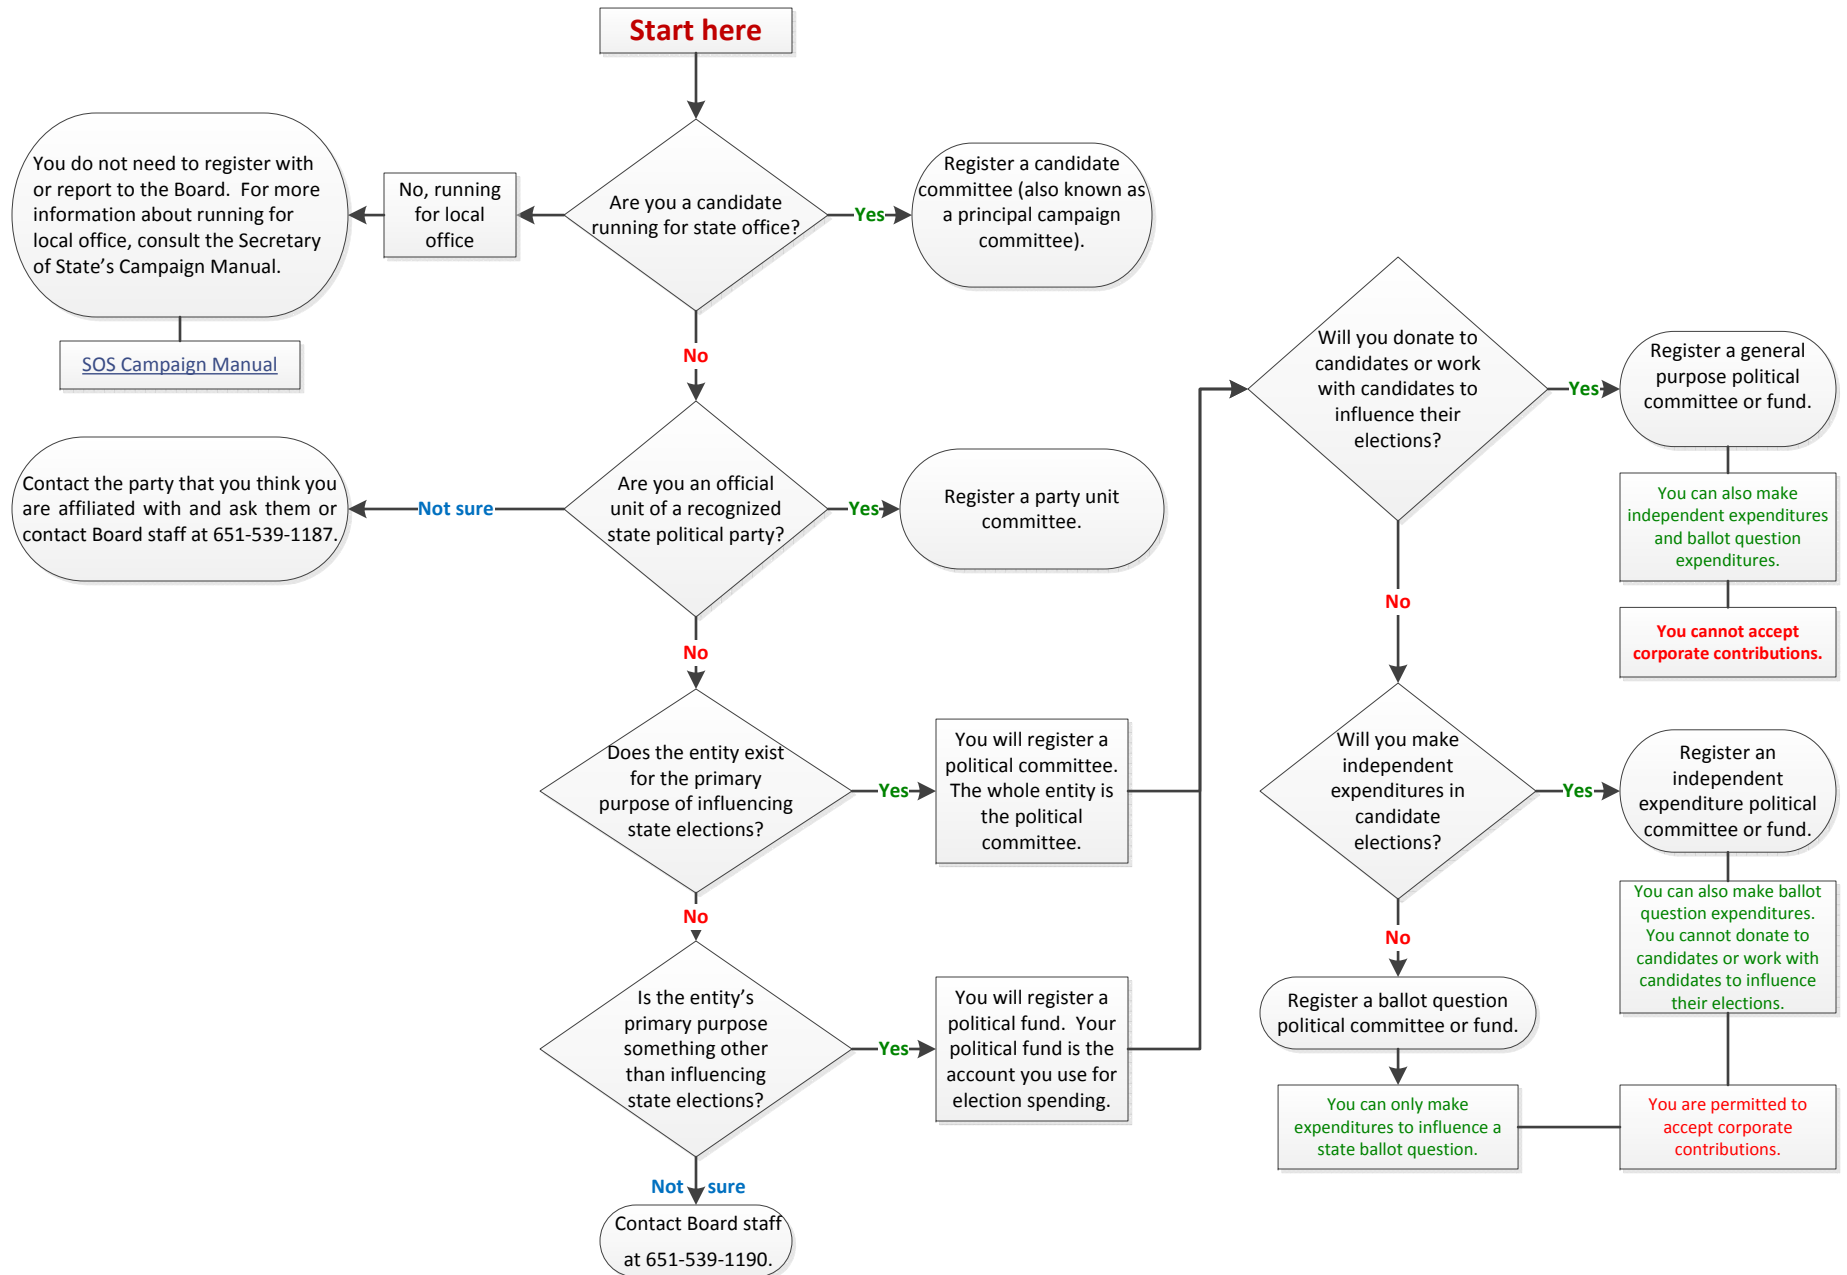 Start here
Are you a candidate
running for state office?
No, running
for local
office
You do not need to register with
or report to the Board.  For more
information about running for
local office, consult the Secretary
of State’s Campaign Manual.
SOS Campaign Manual
Yes
Register a candidate
committee (also known as
a principal campaign
committee).
No
Are you an official
unit of a recognized
state political party?
Not sure
Contact the party that you think you
are affiliated with and ask them or
contact Board staff at 651-539-1187.
Yes
Register a party unit
committee.
No
Does the entity exist
for the primary
purpose of influencing
state elections?
Yes
You will register a
political committee.
The whole entity is
the political
committee.
No
Is the entity’s
primary purpose
something other
than influencing
state elections?
Yes
You will register a
political fund.  Your
political fund is the
account you use for
election spending.
Not sure
Contact Board staff
at 651-539-1190.
Will you donate to
candidates or work
with candidates to
influence their
elections?
Yes
Register a general
purpose political
committee or fund.
You can also make
independent expenditures
and ballot question
expenditures.
You cannot accept
corporate contributions.
No
Will you make
independent
expenditures in
candidate
elections?
Yes
Register an
independent
expenditure political
committee or fund.
You can also make ballot
question expenditures.
You cannot donate to
candidates or work with
candidates to influence
their elections.
No
Register a ballot question
political committee or fund.
You can only make
expenditures to influence a
state ballot question.
You are permitted to
accept corporate
contributions.